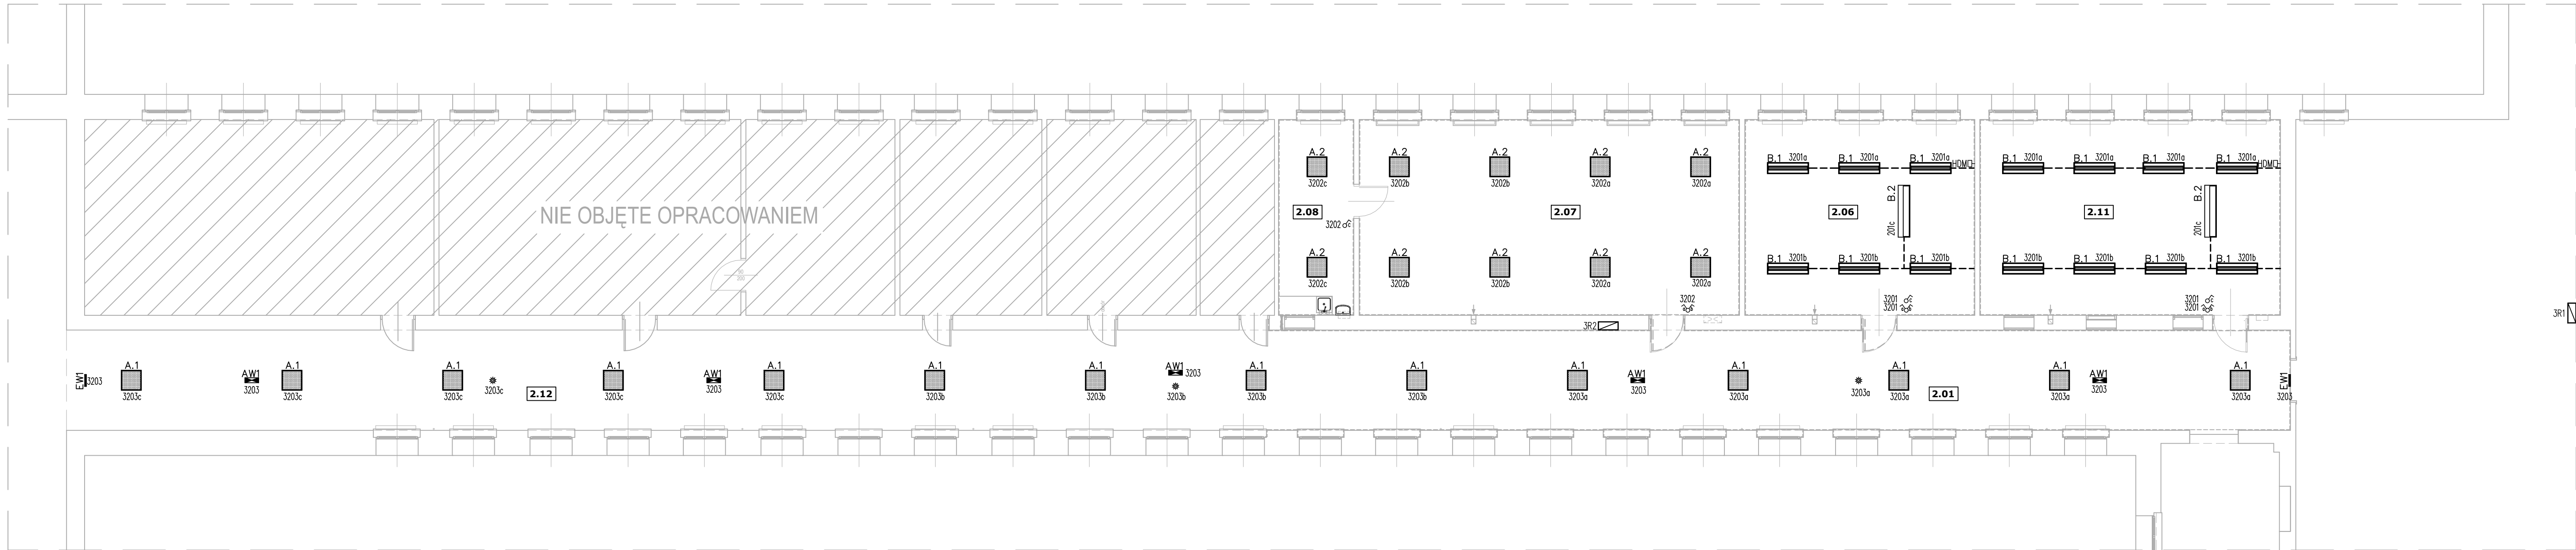 A.2 A.2 A.2 A.2 A.2
B.1 3201a B.1 3201a B.1 3201a B.1 3201a B.1 3201a B.1 3201a B.1 3201a
3202c 3202b 3202b 3202a 3202a
B.2 B.2
NIE OBJĘTE OPRACOWANIEM
2.08 2.07 2.06 2.11
3202
201c 201c
A.2 A.2 A.2 A.2 A.2
B.1 3201b B.1 3201b B.1 3201b B.1 3201b B.1 3201b B.1 3201b B.1 3201b
3202c 3202b 3202b 3202a 3202a
3202 3201 3201
3201 3201
3R1
3R2
A.1 A.1 A.1 A.1 A.1 A.1 A.1 A.1 A.1 A.1 A.1 A.1 A.1 A.1
EW1 3203 AW1 AW1 AW1 3203 AW1 AW1 EW1
3203 3203 3203 3203
3203c 3203c 3203c 3203c 3203c 3203c 3203b 3203b 3203b 3203b 3203b 3203a 3203a 3203a 3203a 3203a 3203a 3203
2.12 2.01